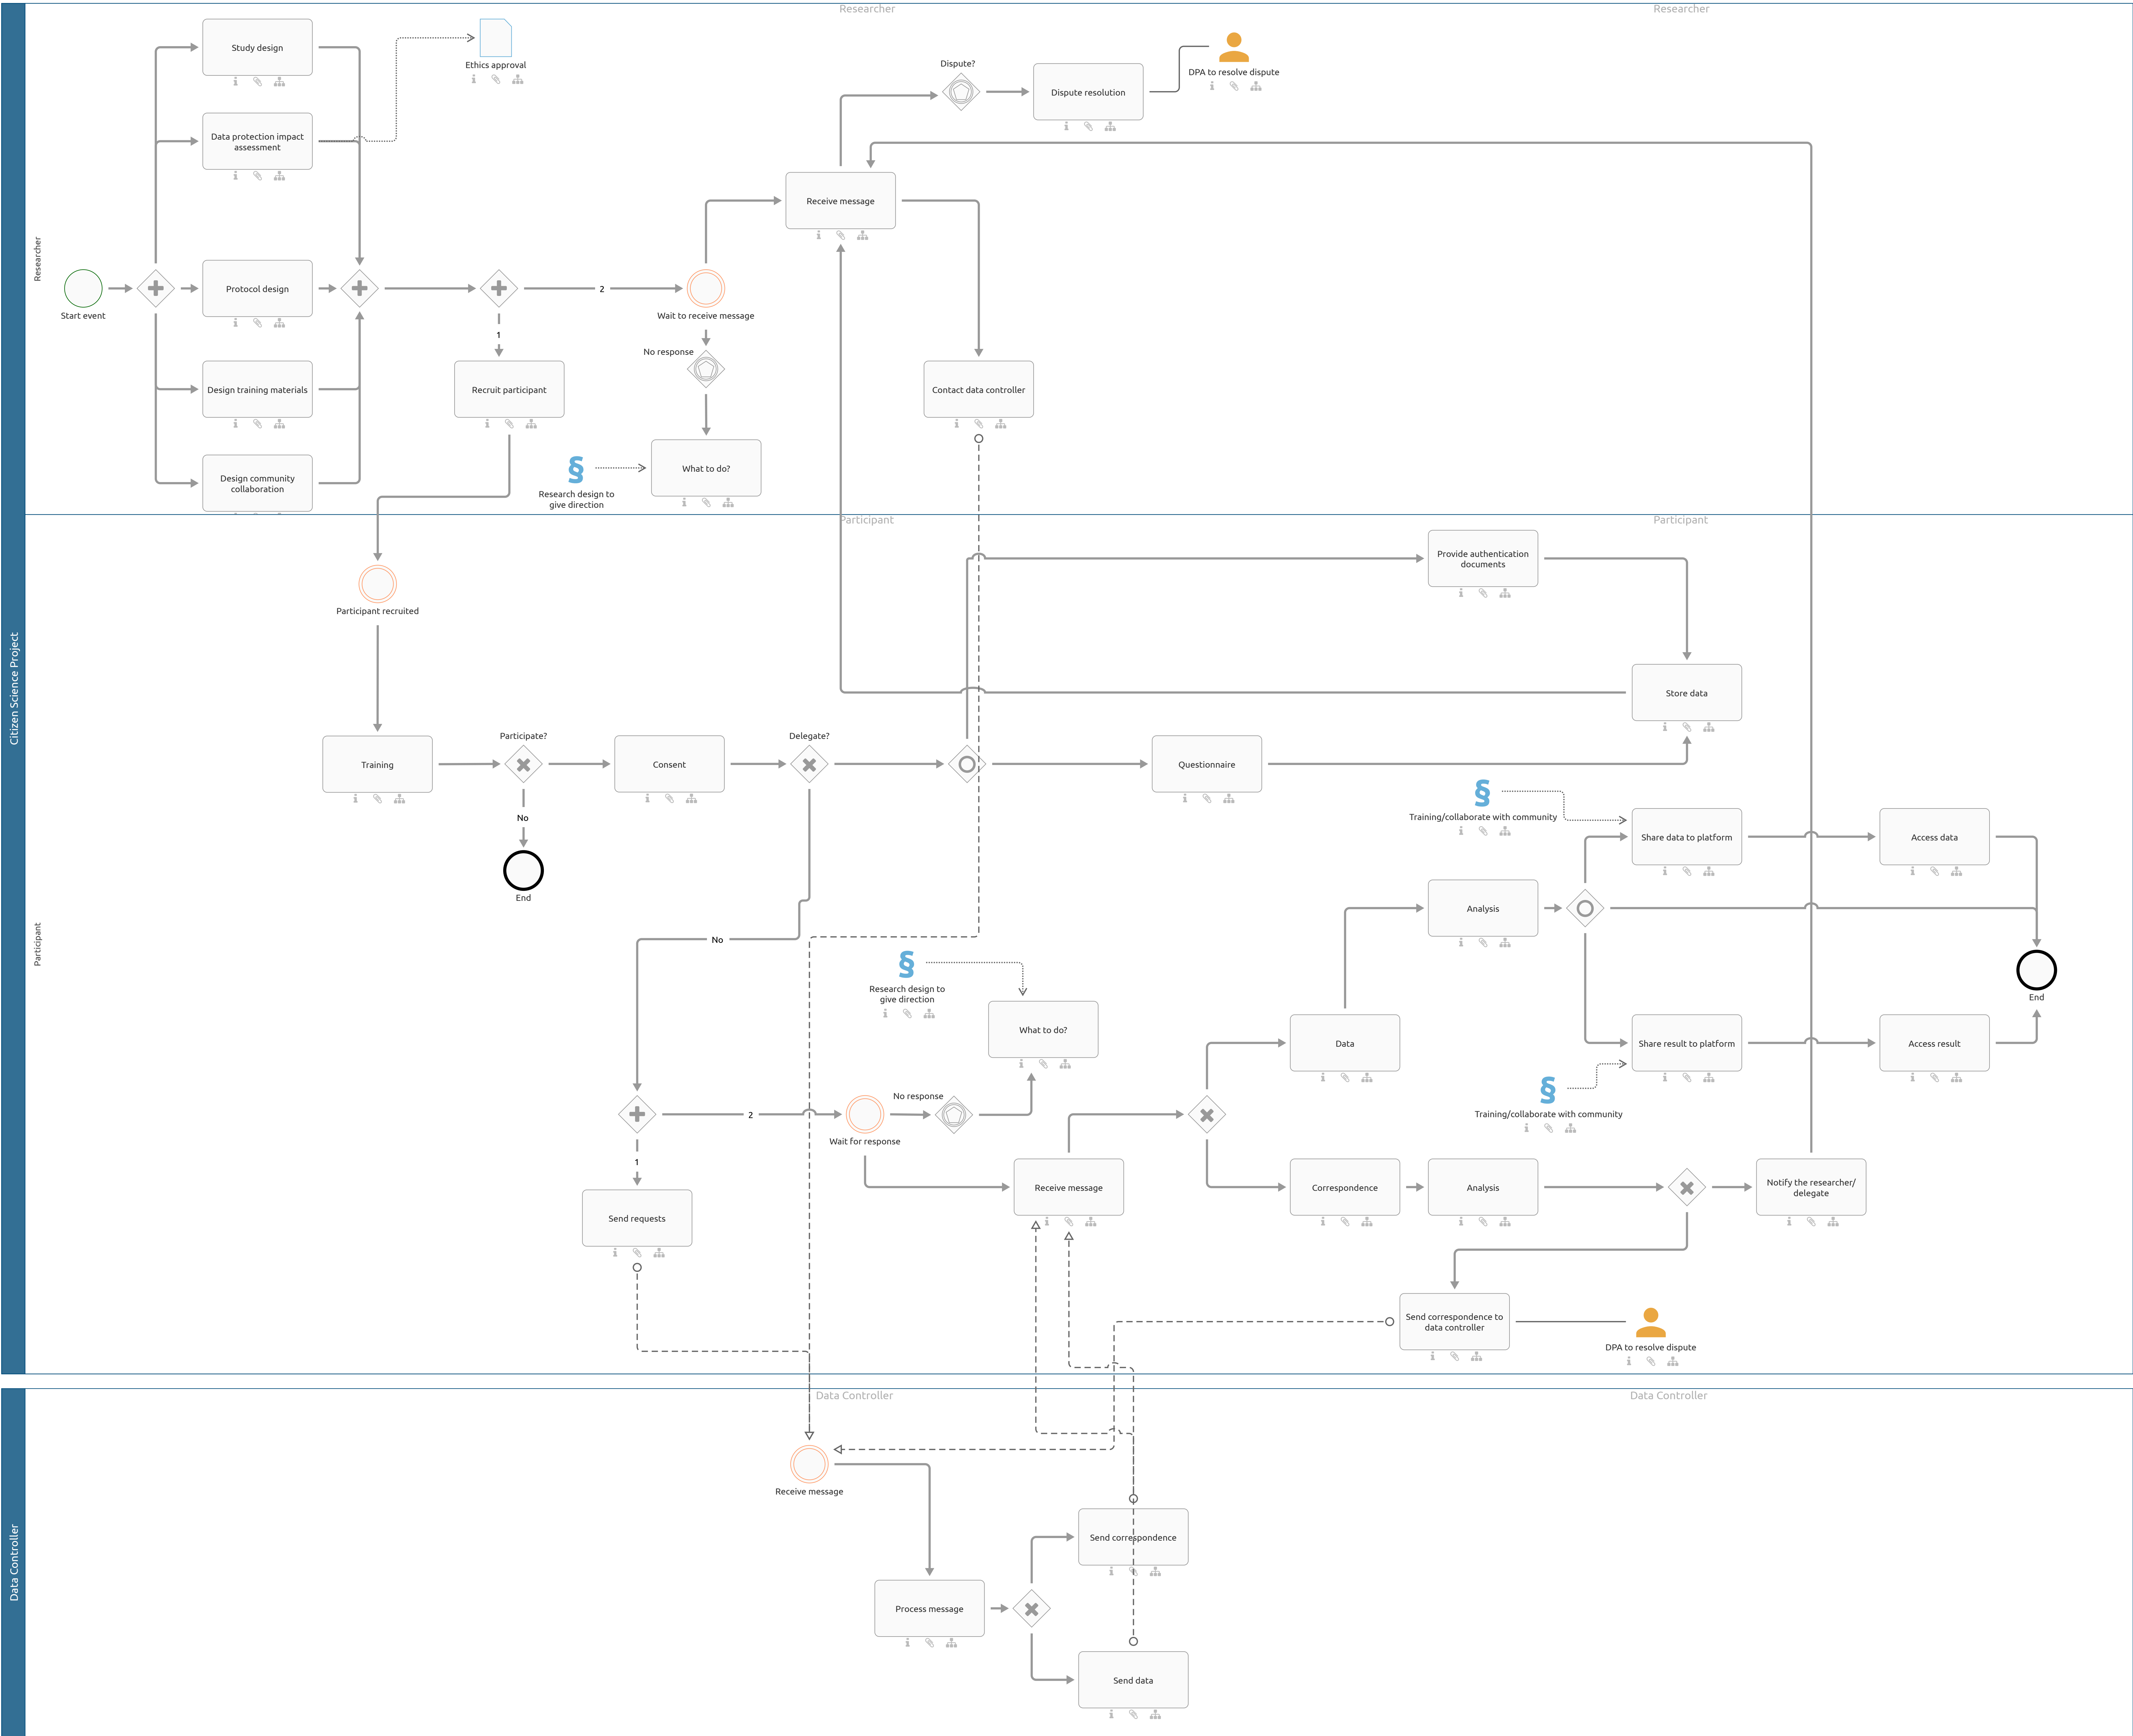 Researcher
Researcher
Study design
Ethics approval
Dispute?
DPA to resolve dispute
Dispute resolution
Data protection impact
assessment
Receive message
Researcher
Start event
Protocol design
2
Wait to receive message
1
No response
Design training materials
Recruit participant
Contact data controller
What to do?
Design community
collaboration
Research design to
give direction
Participant
Participant
Provide authentication
documents
Participant recruited
Citizen Science Project
Store data
Participate?
Delegate?
Training
Consent
Questionnaire
No
End
Training/collaborate with community
Share data to platform
Access data
Analysis
Participant
No
Research design to
give direction
End
What to do?
Data
Share result to platform
Access result
No response
2
Wait for response
Training/collaborate with community
1
Receive message
Correspondence
Analysis
Notify the researcher/
delegate
Send requests
Send correspondence to
data controller
DPA to resolve dispute
Data Controller
Data Controller
Receive message
Send correspondence
Data Controller
Process message
Send data